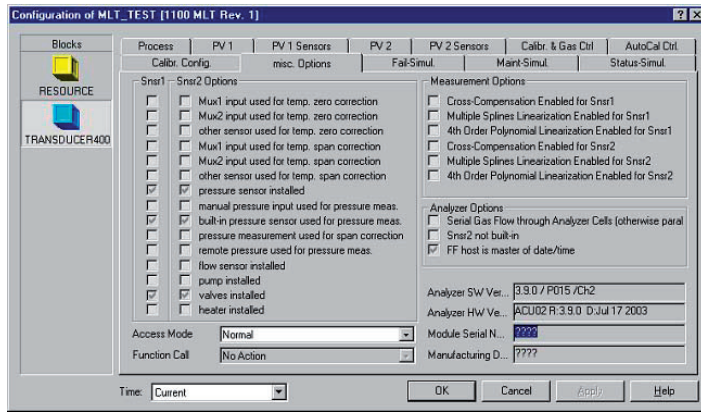 Configuration of MLT_TEST [1100 MLT Rev. 1]
Blocks
RESOURCE
TRANSDUCER400
Process PV 1 PV 1 Sensors PV 2 PV 2 Sensors Calibr. & Gas Ctrl AutoCal Ctrl.
Calibr. Config. misc. Options Fail-Simul. Maint-Simul. Status-Simul.
Snsr1 Snsr2 Options
Mux1 input used for temp. zero correction
Mux2 input used for temp. zero correction
other sensor used for temp. zero correction
Mux1 input used for temp. span correction
Mux2 input used for temp. span correction
other sensor used for temp. span correction
pressure sensor installed
manual pressure input used for pressure meas.
built-in pressure sensor used for pressure meas.
pressure measurement used for span correction
remote pressure used for pressure meas.
flow sensor installed
pump installed
valves installed
heater installed
Access Mode Normal
Function Call No Action
Measurement Options
Cross-Compensation Enabled for Snsr1
Multiple Splines Linearization Enabled for Snsr1
4th Order Polynomial Linearization Enabled for Snsr1
Cross-Compensation Enabled for Snsr2
Multiple Splines Linearization Enabled for Snsr2
4th Order Polynomial Linearization Enabled for Snsr2
Analyzer Options
Serial Gas Flow through Analyzer Cells (otherwise paral
Snsr2 not built-in
FF host is master of date/time
Analyzer SW Ver... 3.9.0 / P015 /Ch2
Analyzer HW Ve... ACU02 R:3.9.0 D:Jul 17 2003
Module Serial N... ????
Manufacturing D... ????
Time: Current
OK Cancel Apply Help